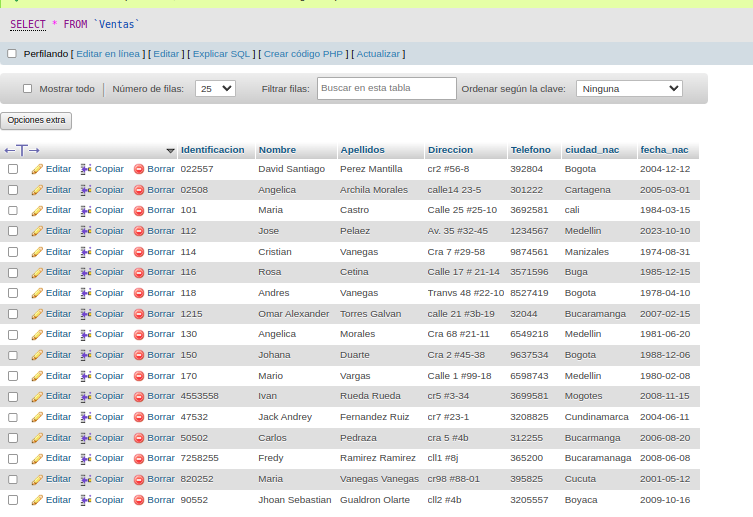 SELECT * FROM `Ventas`
Perfilando [ Editar en línea ] [ Editar ] [ Explicar SQL ] [ Crear código PHP ] [ Actualizar ]
Mostrar todo | Número de filas: 25 Filtrar filas: Buscar en esta tabla Ordenar según la clave: Ninguna
Opciones extra
←T→ Identificacion Nombre Apellidos Direccion Telefono ciudad_nac fecha_nac
Editar Copiar Borrar 022557 David Santiago Perez Mantilla cr2 #56-8 392804 Bogota 2004-12-12
Editar Copiar Borrar 02508 Angelica Archila Morales calle14 23-5 301222 Cartagena 2005-03-01
Editar Copiar Borrar 101 Maria Castro Calle 25 #25-10 3692581 cali 1984-03-15
Editar Copiar Borrar 112 Jose Pelaez Av. 35 #32-45 1234567 Medellin 2023-10-10
Editar Copiar Borrar 114 Cristian Vanegas Cra 7 #29-58 9874561 Manizales 1974-08-31
Editar Copiar Borrar 116 Rosa Cetina Calle 17 # 21-14 3571596 Buga 1985-12-15
Editar Copiar Borrar 118 Andres Vanegas Tranvs 48 #22-10 8527419 Bogota 1978-04-10
Editar Copiar Borrar 1215 Omar Alexander Torres Galvan calle 21 #3b-19 32044 Bucaramanga 2007-02-15
Editar Copiar Borrar 130 Angelica Morales Cra 68 #21-11 6549218 Medellin 1981-06-20
Editar Copiar Borrar 150 Johana Duarte Cra 2 #45-38 9637534 Bogota 1988-12-06
Editar Copiar Borrar 170 Mario Vargas Calle 1 #99-18 6598743 Medellin 1980-02-08
Editar Copiar Borrar 4553558 Ivan Rueda Rueda cr5 #3-34 3699581 Mogotes 2008-11-15
Editar Copiar Borrar 47532 Jack Andrey Fernandez Ruiz cr7 #23-1 3208825 Cundinamarca 2004-06-11
Editar Copiar Borrar 50502 Carlos Pedraza cra 5 #4b 312255 Bucarmanga 2006-08-20
Editar Copiar Borrar 7258255 Fredy Ramirez Ramirez cll1 #8j 365200 Bucaramanaga 2008-06-08
Editar Copiar Borrar 820252 Maria Vanegas Vanegas cr98 #88-01 395825 Cucuta 2001-05-12
Editar Copiar Borrar 90552 Jhoan Sebastian Gualdron Olarte cll2 #4b 3205557 Boyaca 2009-10-16